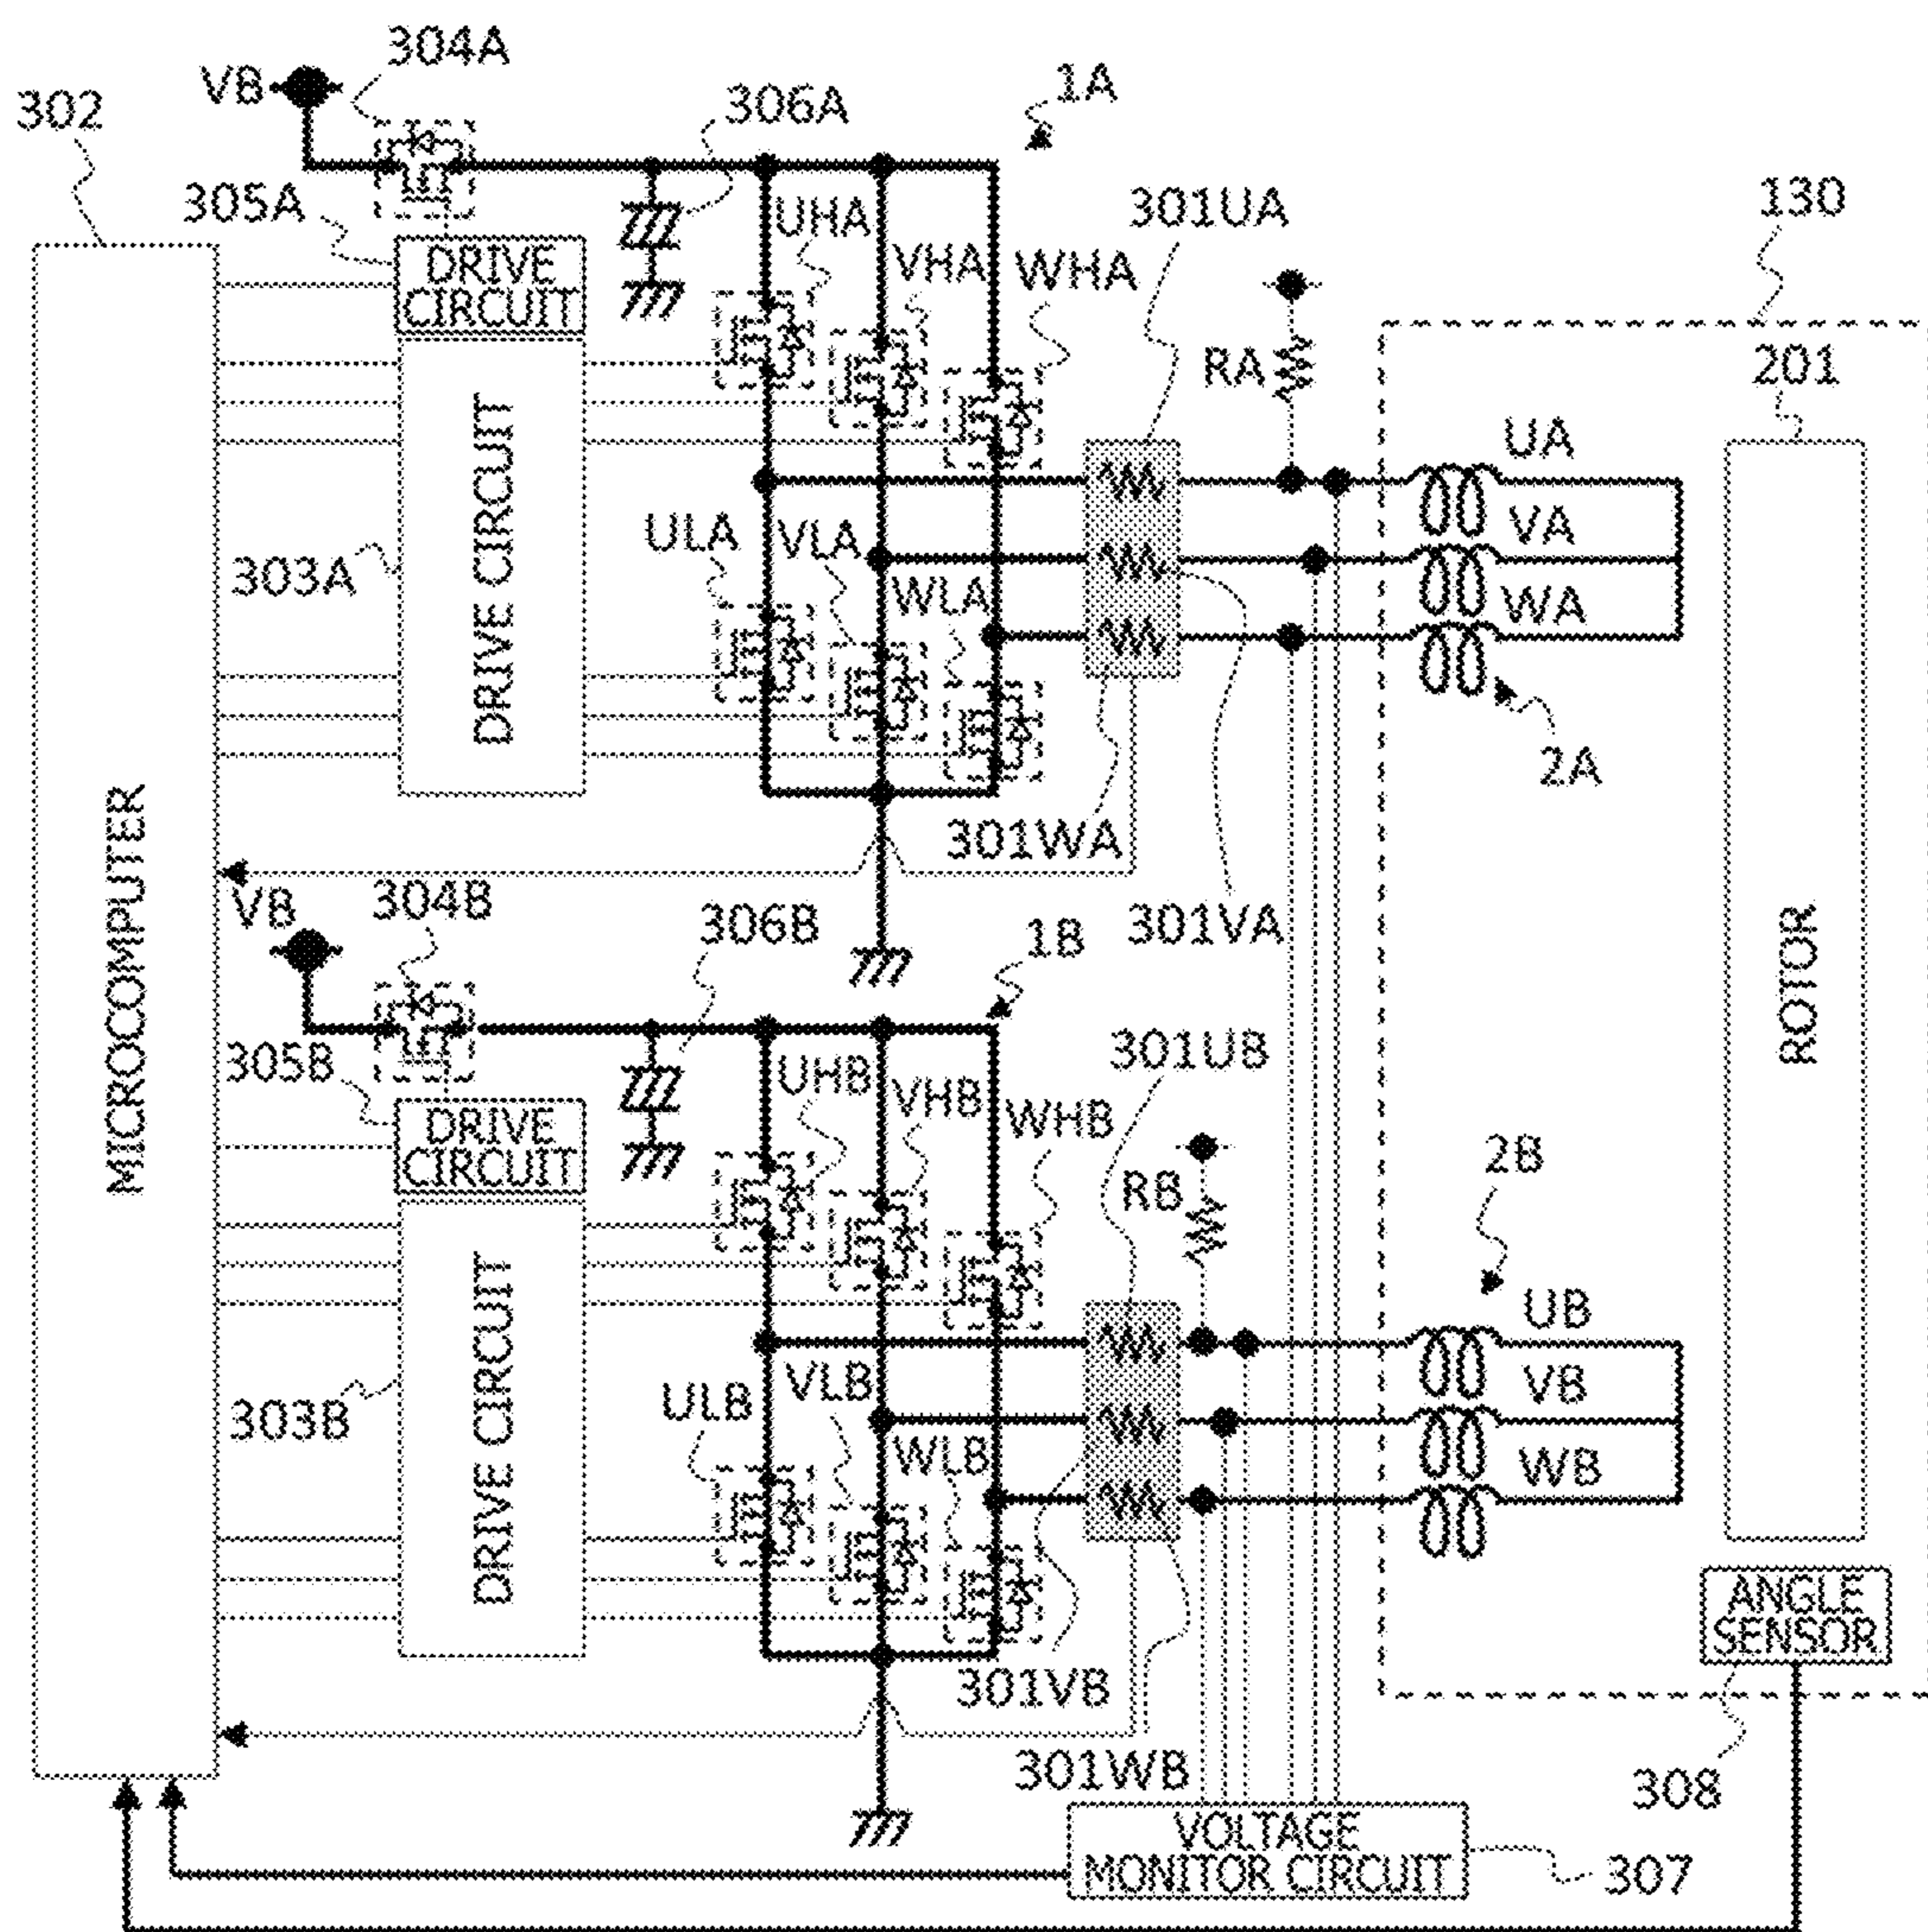 304A
VB
302
306A
1A
305A
UHA
301UA
130
DRIVE
CIRCUIT
VHA
WHA
RA
201
DRIVE CIRCUIT
UA
ULA
VLA
VA
303A
WLA
WA
2A
MICROCOMPUTER
301WA
VB
304B
306B
1B
301VA
ROTOR
305B
UHB
301UB
DRIVE
CIRCUIT
VHB
WHB
RB
2B
DRIVE CIRCUIT
UB
ULB
VLB
VB
303B
WLB
WB
ANGLE
SENSOR
301VB
301WB
308
VOLTAGE
MONITOR CIRCUIT
307